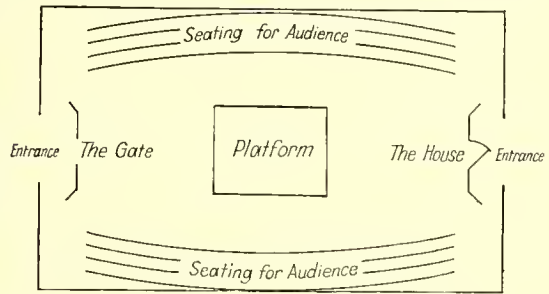 Seating for Audience
Entrance The Gate Platform The House Entrance
Seating for Audience